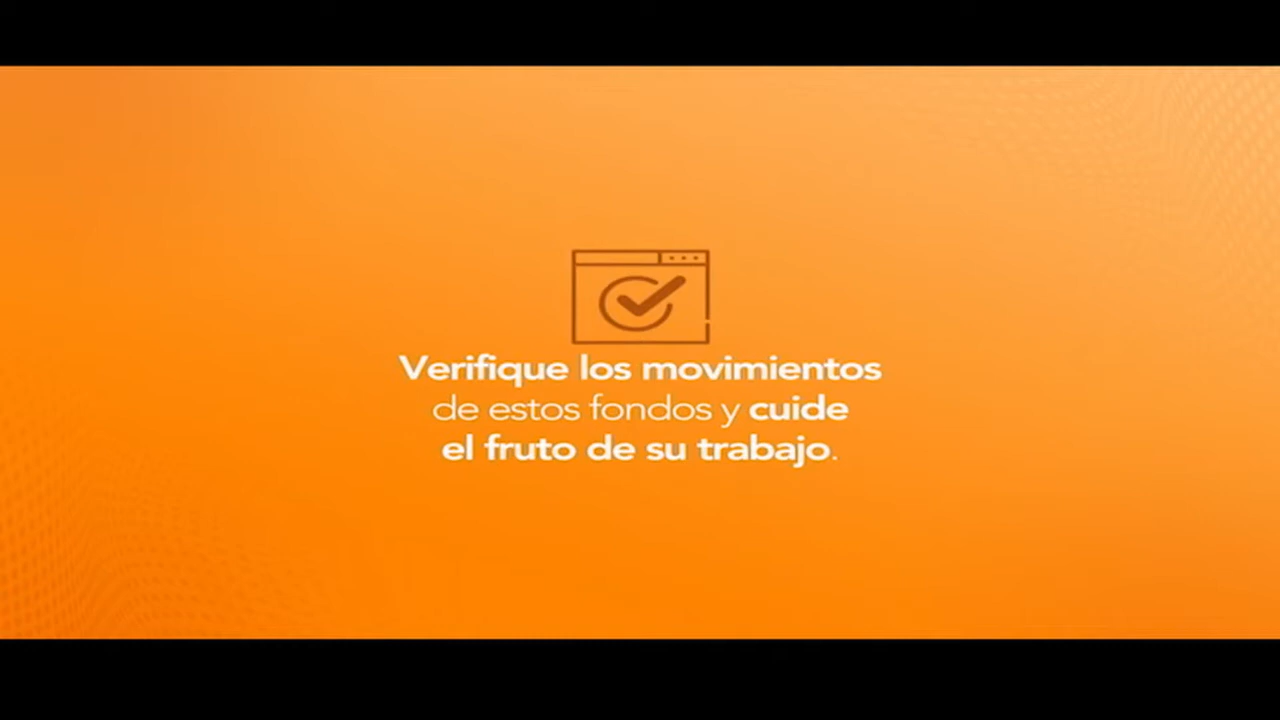 Verifique los movimientos
de estos fondos y cuide
el fruto de su trabajo.